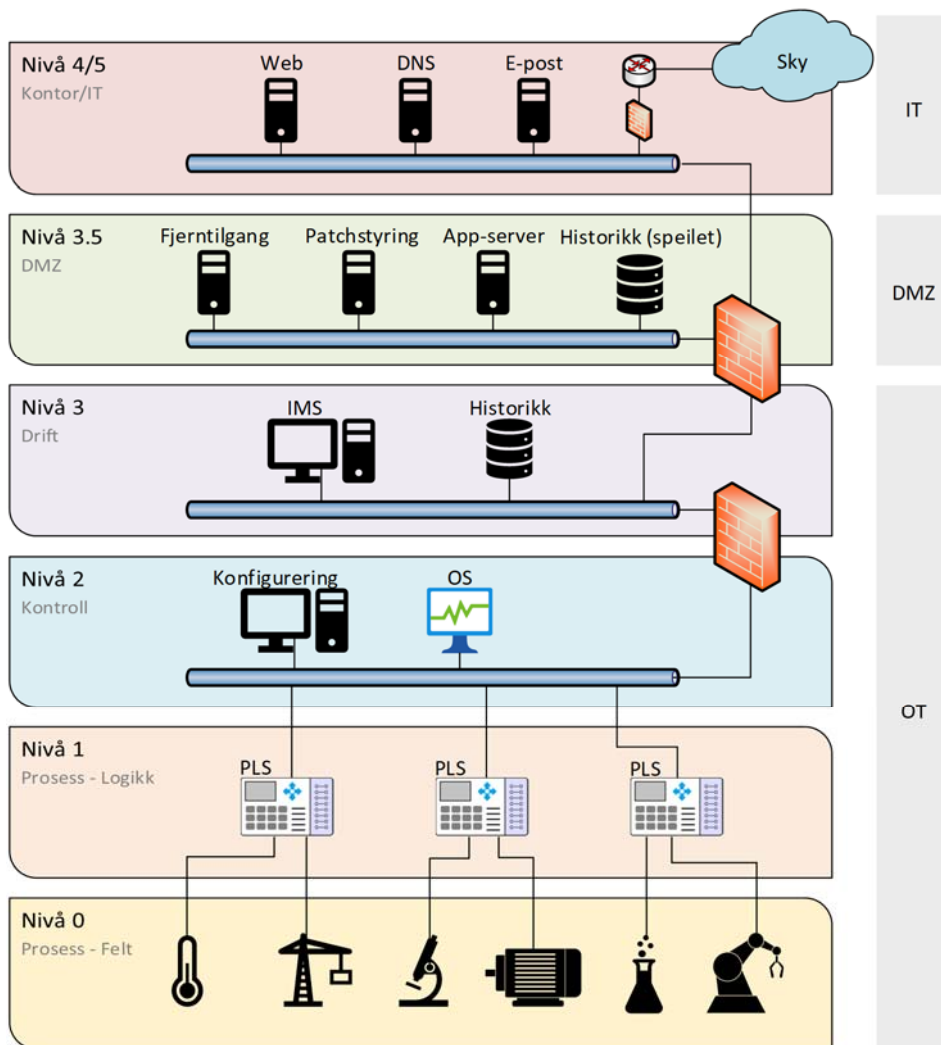 Nivå 4/5
Kontor/IT
Web
DNS
E-post
Sky
IT
Nivå 3.5
DMZ
Fjerntilgang
Patchstyring
App-server
Historikk (speilet)
DMZ
Nivå 3
Drift
IMS
Historikk
Nivå 2
Kontroll
Konfigurering
OS
OT
Nivå 1
Prosess - Logikk
PLS
PLS
PLS
Nivå 0
Prosess - Felt